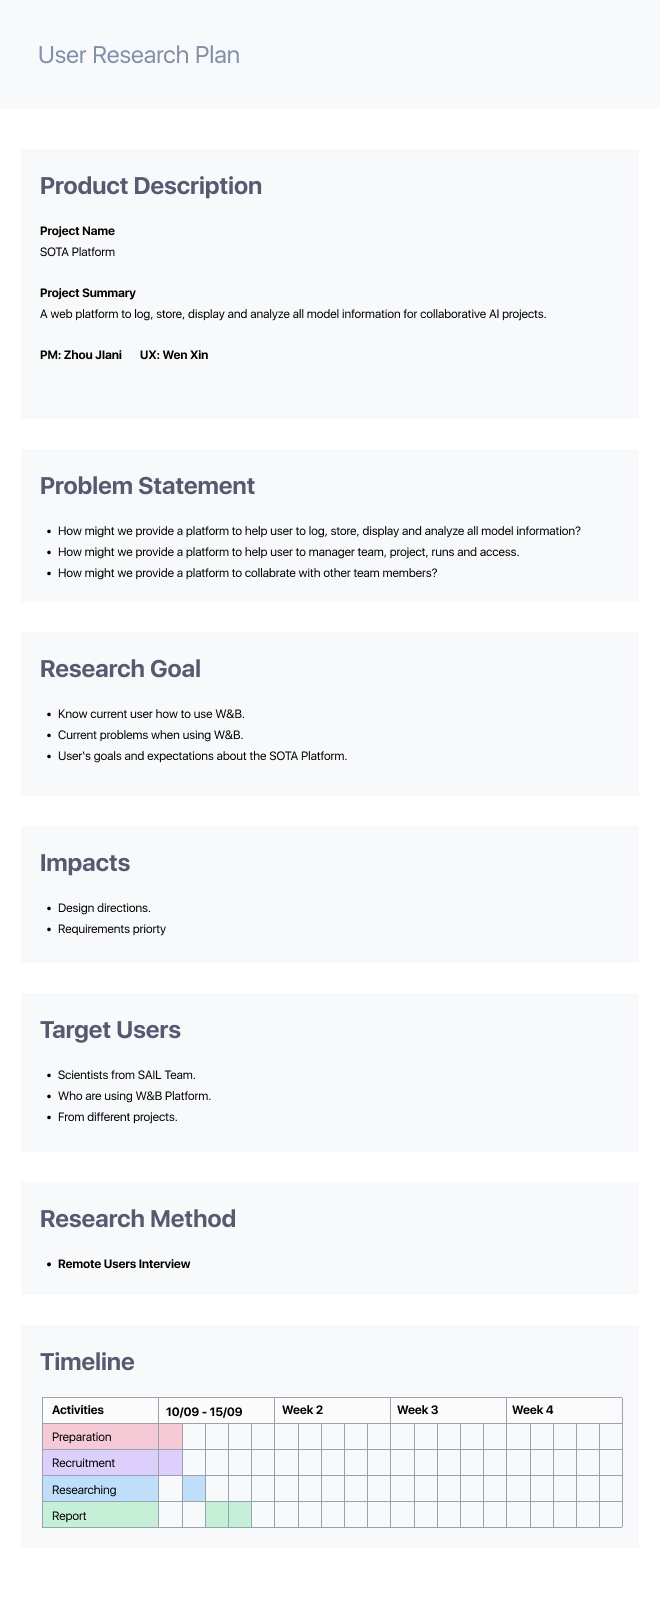 User Research Plan
Product Description
Project Name
SOTA Platform
Project Summary
A web platform to log, store, display and analyze all model information for collaborative AI projects.
PM: Zhou JIani UX: Wen Xin
Problem Statement
• How might we provide a platform to help user to log, store, display and analyze all model information?
• How might we provide a platform to help user to manager team, project, runs and access.
• How might we provide a platform to collabrate with other team members?
Research Goal
• Know current user how to use W&B.
• Current problems when using W&B.
• User's goals and expectations about the SOTA Platform.
Impacts
• Design directions.
• Requirements priorty
Target Users
• Scientists from SAIL Team.
• Who are using W&B Platform.
• From different projects.
Research Method
• Remote Users Interview
Timeline
Activities 10/09 - 15/09 Week 2 Week 3 Week 4
Preparation
Recruitment
Researching
Report